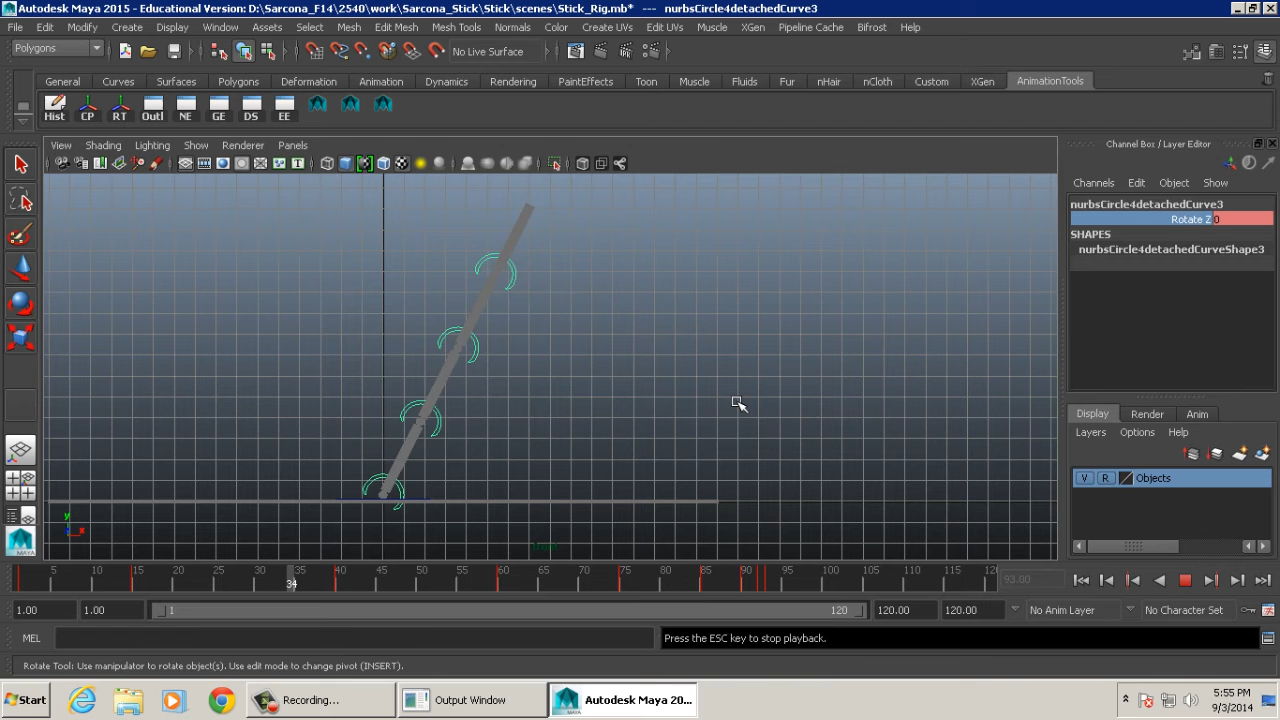 Autodesk Maya 2015 - Educational Version: D:\Sarcona_F14\2540\work\Sarcona_Stick\Stick\scenes\Stick_Rig.mb* --- nurbsCircle4detachedCurve3
File Edit Modify Create Display Window Assets Select Mesh Edit Mesh Mesh Tools Normals Color Create UVs Edit UVs Muscle XGen Pipeline Cache Bifrost Help
Polygons No Live Surface
General Curves Surfaces Polygons Deformation Animation Dynamics Rendering PaintEffects Toon Muscle Fluids Fur nHair nCloth Custom XGen AnimationTools
Hist CP RT Outl NE GE DS EE
View Shading Lighting Show Renderer Panels
Channel Box / Layer Editor
Channels Edit Object Show
nurbsCircle4detachedCurve3
Rotate Z 0
SHAPES
nurbsCircle4detachedCurveShape3
Display Render Anim
Layers Options Help
V R Objects
y
x
front
5 10 15 20 25 30 35 40 45 50 55 60 65 70 75 80 85 90 95 100 105 110 115 120
34
93.00
1.00 1.00 1 120 120.00 120.00 No Anim Layer No Character Set
MEL Press the ESC key to stop playback.
Rotate Tool: Use manipulator to rotate object(s). Use edit mode to change pivot (INSERT).
Start Recording... Output Window Autodesk Maya 20... 5:55 PM
9/3/2014